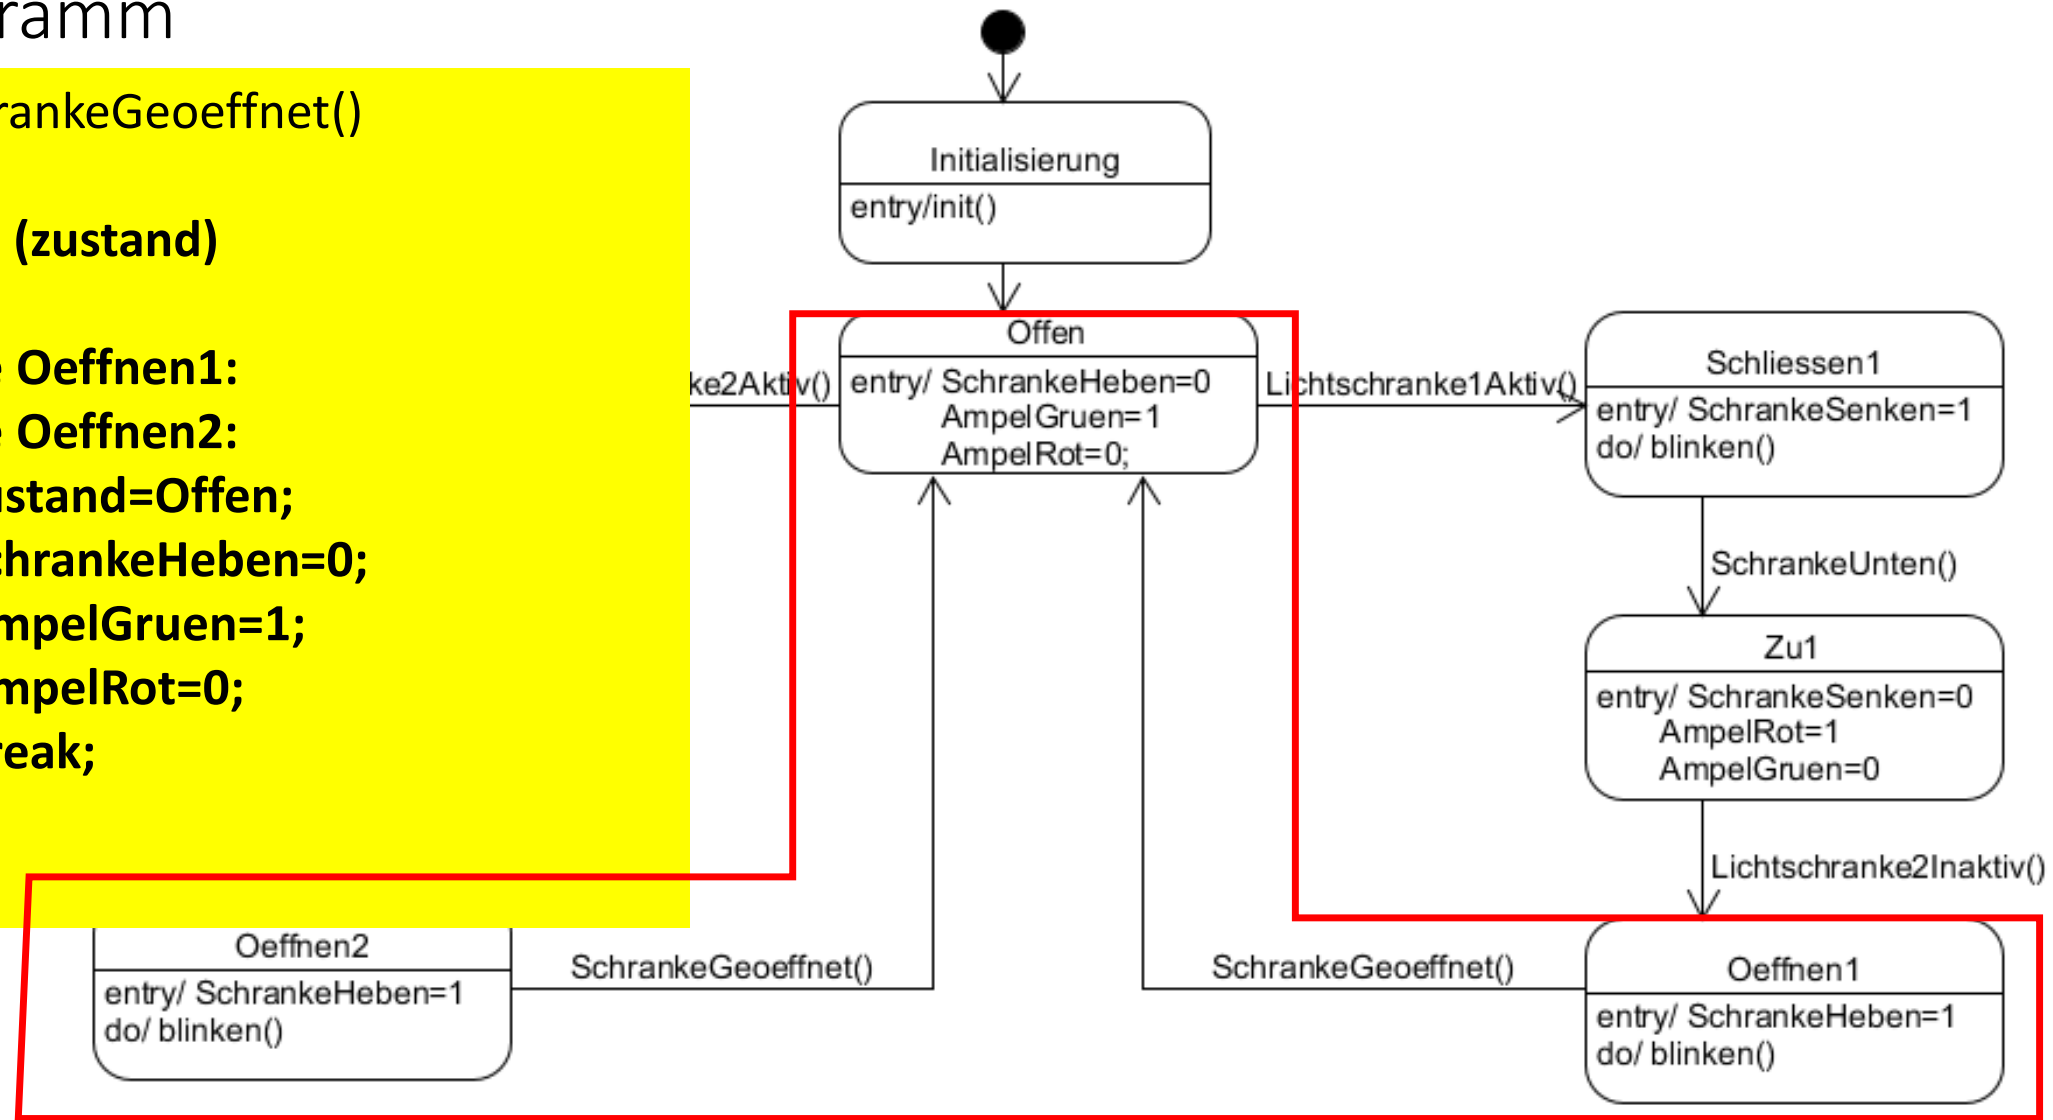 ramm
rankeGeoeffnet()
(zustand)
e Oeffnen1:
e Oeffnen2:
ustand=Offen;
chrankeHeben=0;
mpelGruen=1;
mpelRot=0;
reak;
Initialisierung
entry/init()
Offen
entry/ SchrankeHeben=0
AmpelGruen=1
AmpelRot=0;
ke2Aktiv()
Lichtschranke1Aktiv()
Schliessen1
entry/ SchrankeSenken=1
do/ blinken()
SchrankeUnten()
Zu1
entry/ SchrankeSenken=0
AmpelRot=1
AmpelGruen=0
Lichtschranke2Inaktiv()
Oeffnen2
entry/ SchrankeHeben=1
do/ blinken()
SchrankeGeoeffnet()
SchrankeGeoeffnet()
Oeffnen1
entry/ SchrankeHeben=1
do/ blinken()